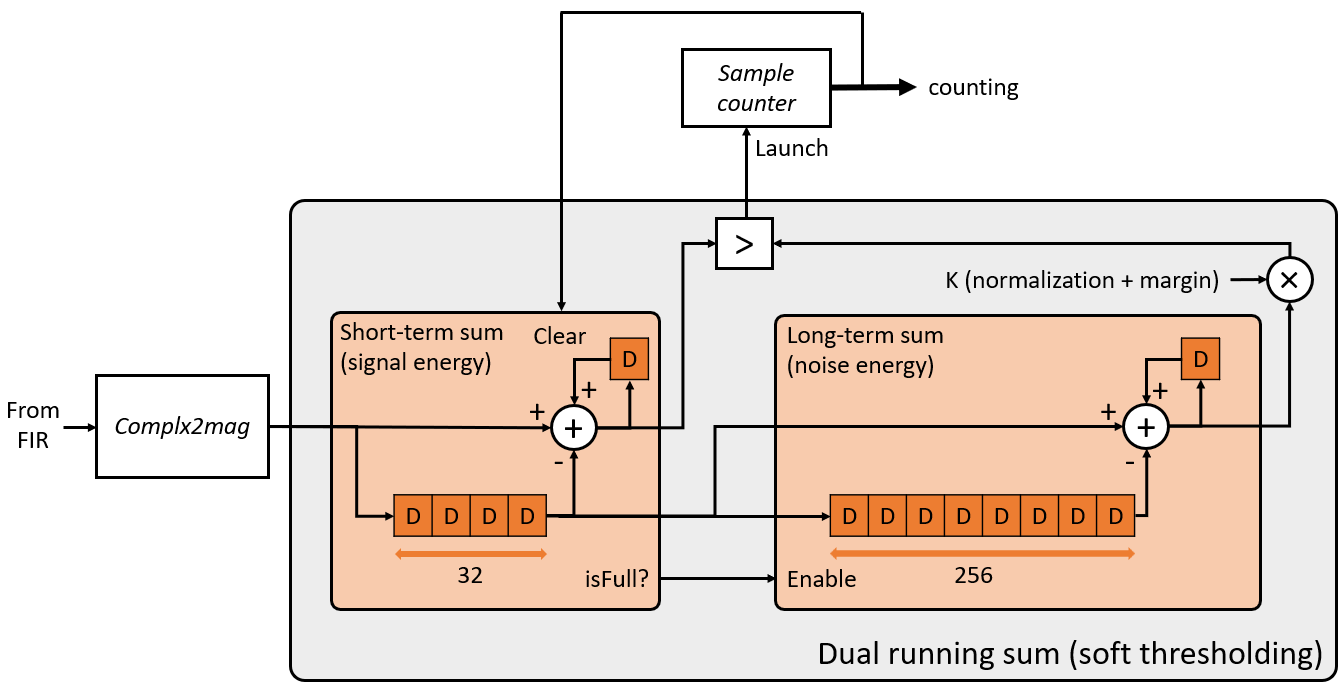 Sample
counter
counting
Launch
>
K (normalization + margin)
×
Short-term sum
(signal energy)
Clear
D
+
+
+
-
D D D D
32
isFull?
Long-term sum
(noise energy)
D
+
+
+
-
D D D D D D D D
256
Enable
From
FIR
Complx2mag
Dual running sum (soft thresholding)